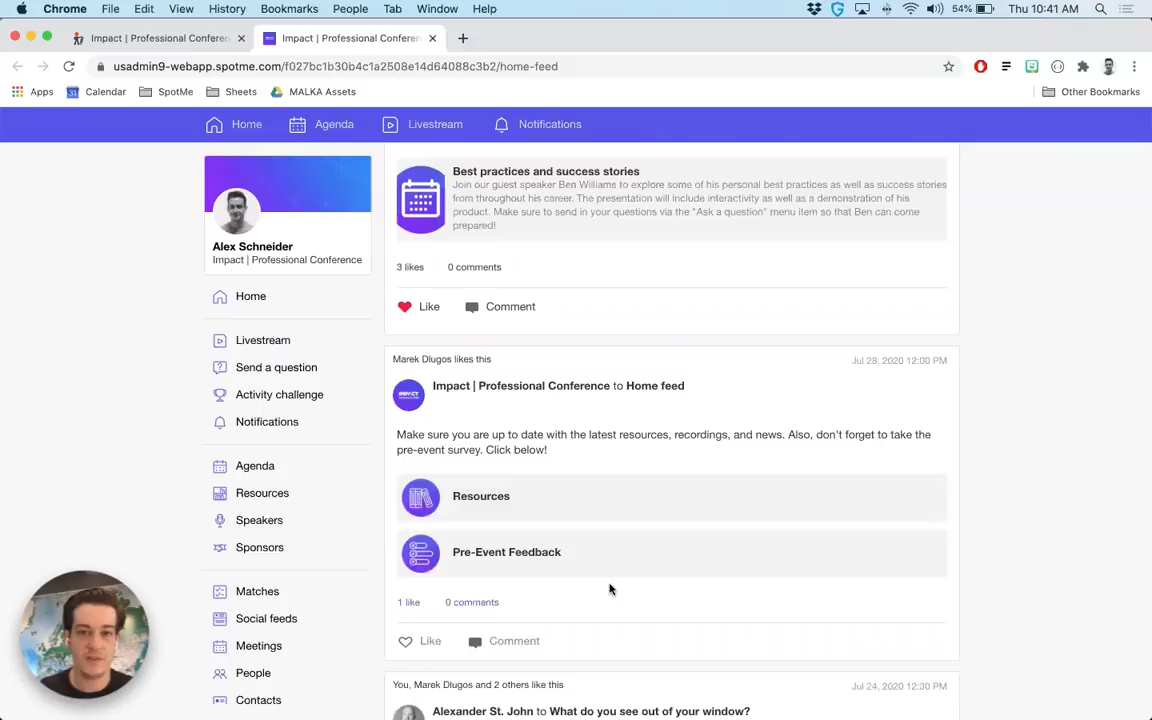 Chrome File Edit View History Bookmarks People Tab Window Help
54% Thu 10:41 AM
Impact | Professional Conferen
Impact | Professional Conferen
usadmin9-webapp.spotme.com/f027bc1b30b4c1a2508e14d64088c3b2/home-feed
Apps Calendar SpotMe Sheets MALKA Assets Other Bookmarks
Home Agenda Livestream Notifications
Alex Schneider
Impact | Professional Conference
Home
Livestream
Send a question
Activity challenge
Notifications
Agenda
Resources
Speakers
Sponsors
Matches
Social feeds
Meetings
People
Contacts
Best practices and success stories
Join our guest speaker Ben Williams to explore some of his personal best practices as well as success stories
from throughout his career. The presentation will include interactivity as well as a demonstration of his
product. Make sure to send in your questions via the "Ask a question" menu item so that Ben can come
prepared!
3 likes 0 comments
Like Comment
Marek Dlugos likes this Jul 28, 2020 12:00 PM
Impact | Professional Conference to Home feed
Make sure you are up to date with the latest resources, recordings, and news. Also, don't forget to take the
pre-event survey. Click below!
Resources
Pre-Event Feedback
1 like 0 comments
Like Comment
You, Marek Dlugos and 2 others like this Jul 24, 2020 12:30 PM
Alexander St. John to What do you see out of your window?